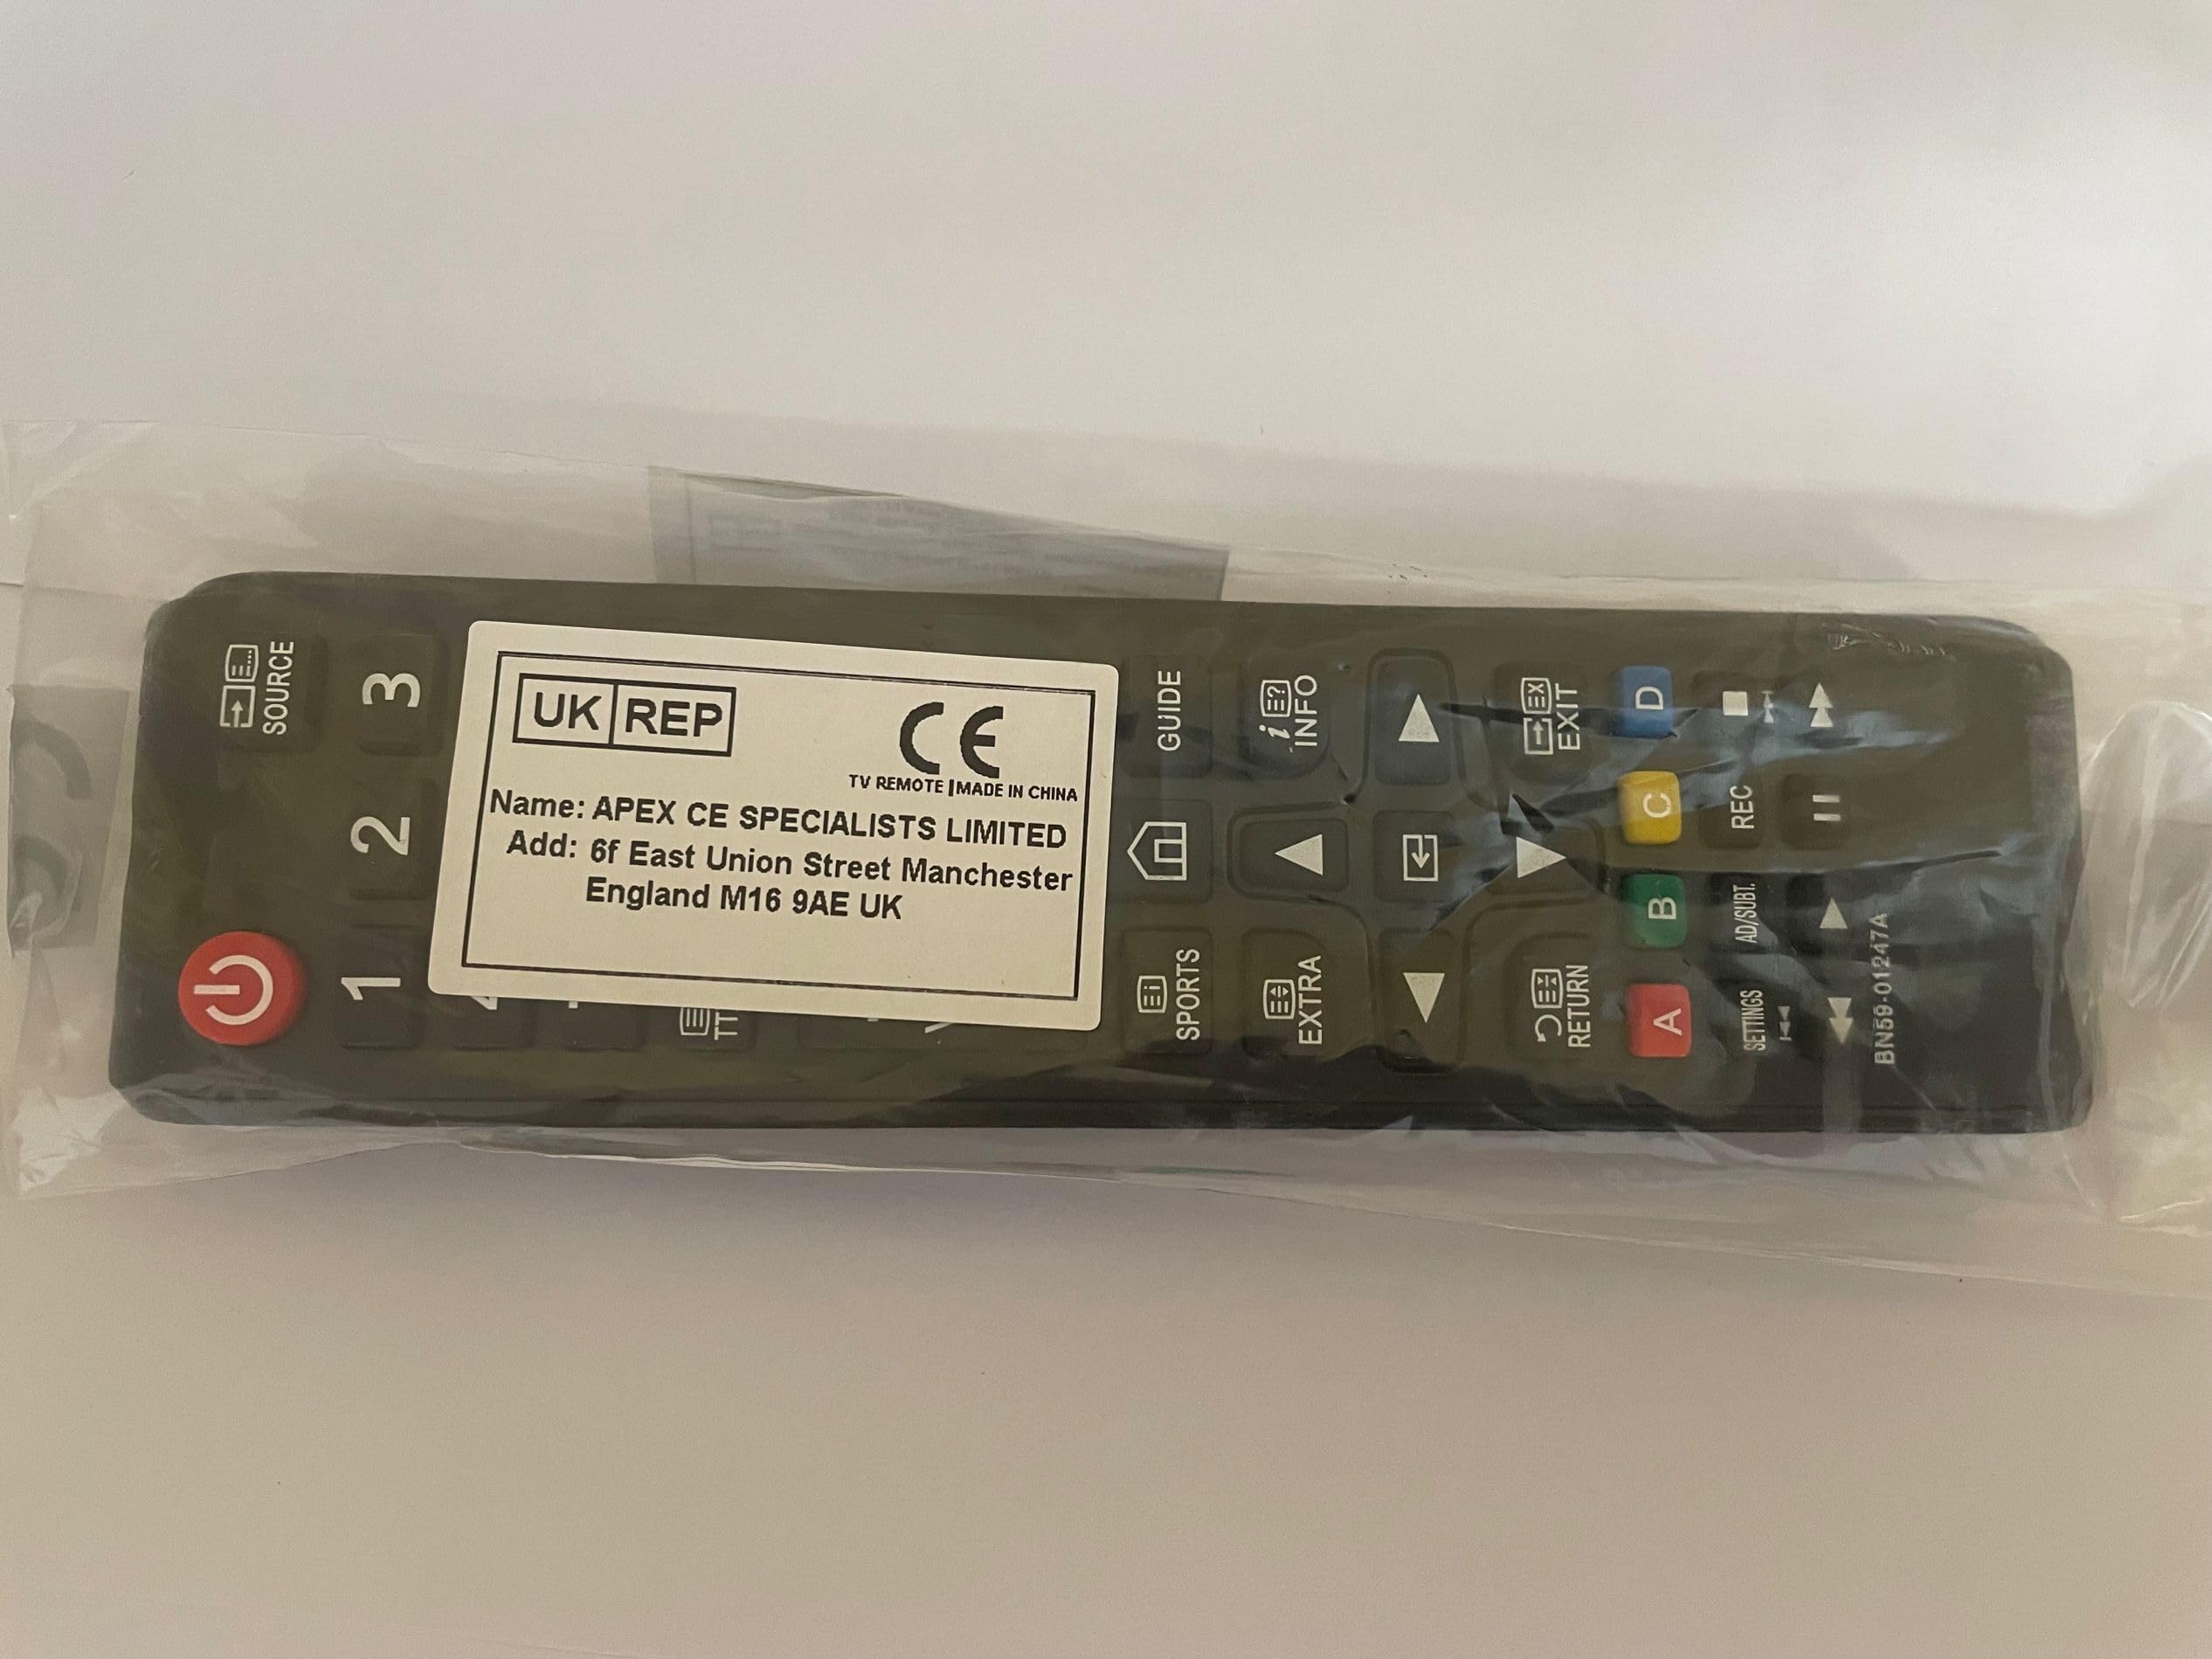 UK REP
CE
TV REMOTE | MADE IN CHINA
Name: APEX CE SPECIALISTS LIMITED
Add: 6f East Union Street Manchester
England M16 9AE UK
SOURCE
1 2 3
TT
SPORTS GUIDE
EXTRA i INFO
RETURN EXIT
A B C D
SETTINGS AD/SUBT. REC
BN59-01247A